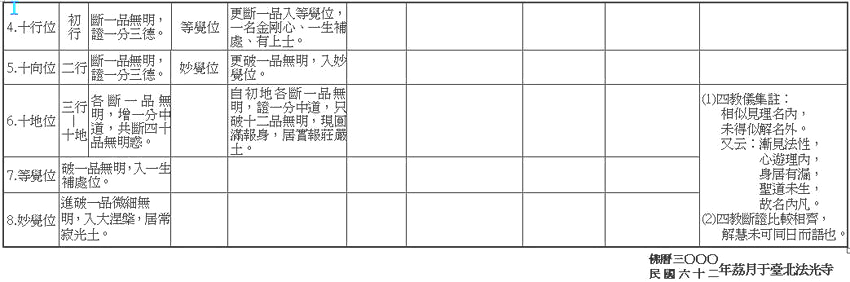 4.十行位
初
行
斷一品無明，
證一分三德。
等覺位
更斷一品入等覺位，
一名金剛心、一生補
處、有上士。
5.十向位
二行
斷一品無明，
證一分三德。
妙覺位
更破一品無明，入妙
覺位。
6.十地位
三行
｜
十地
各斷一品無
明，增一分中
道，共斷四十
品無明惑。
自初地各斷一品無
明，證一分中道，只
破十二品無明，現圓
滿報身，居實報莊嚴
土。
7.等覺位
破一品無明，入一生
補處位。
8.妙覺位
進破一品微細無
明，入大涅槃，居常
寂光土。
(1)四教儀集註：
相似見理名內，
未得似解名外。
又云：漸見法性，
心遊理內，
身居有漏，
聖道未生，
故名內凡。
(2)四教斷證比較相齊，
解慧未可同日而語也。
佛曆三〇〇〇
民國六十二年荔月于臺北法光寺